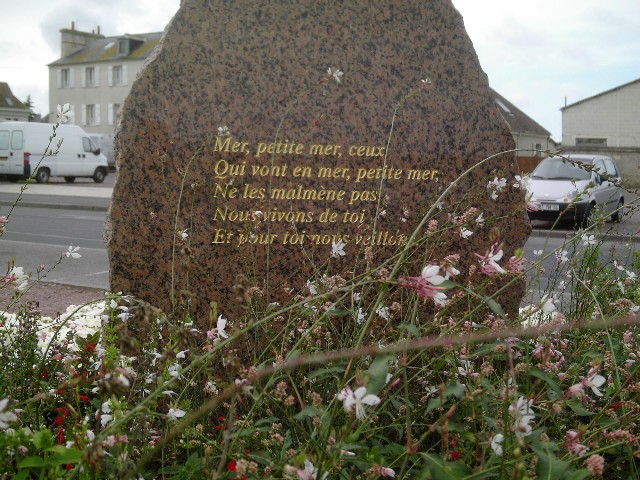 Mer, petite mer, ceux
Qui vont en mer, petite mer,
Ne les malmène pas
Nous vivons de toi
Et pour toi nous veillons